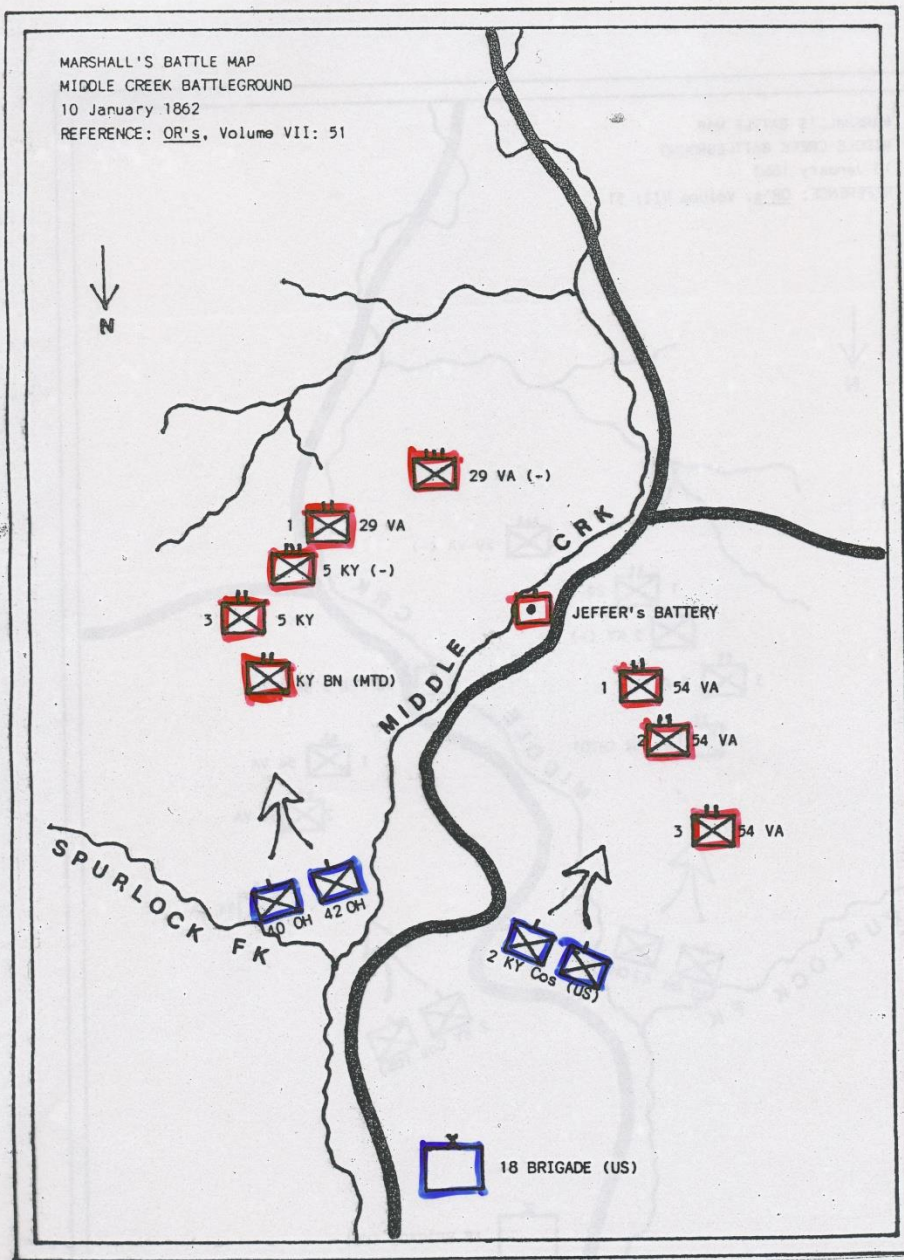 MARSHALL'S BATTLE MAP
MIDDLE CREEK BATTLEGROUND
10 January 1862
REFERENCE: OR's, Volume VII: 51
N
29 VA (-)
1 29 VA
CRK
5 KY (-)
3 5 KY
JEFFER's BATTERY
MIDDLE
KY BN (MTD)
1 54 VA
2 54 VA
3 54 VA
SPURLOCK FK
40 OH
42 OH
2 KY Cos (US)
18 BRIGADE (US)